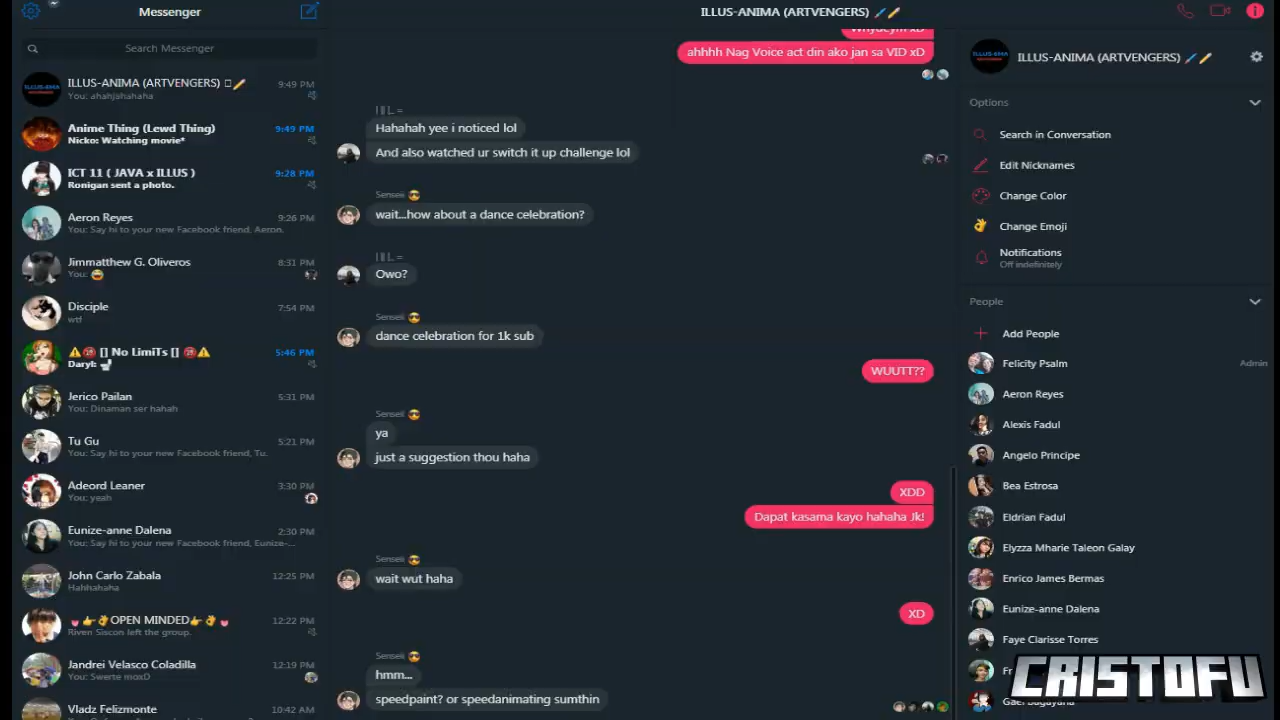 Messenger
Search Messenger
ILLUS-ANIMA (ARTVENGERS)
9:49 PM
You: ahahjahahaha
Anime Thing (Lewd Thing)
9:49 PM
Nicko: Watching movie*
ICT 11 ( JAVA x ILLUS )
9:28 PM
Ronigan sent a photo.
Aeron Reyes
9:26 PM
You: Say hi to your new Facebook friend, Aeron.
Jimmatthew G. Oliveros
8:31 PM
You: 😂
Disciple
7:54 PM
wtf
⚠️🔞 [] No LimiTs [] 🔞⚠️
5:46 PM
Daryl: 🚽
Jerico Pailan
5:31 PM
You: Dinaman ser hahah
Tu Gu
5:21 PM
You: Say hi to your new Facebook friend, Tu.
Adeord Leaner
3:30 PM
You: yeah
Eunize-anne Dalena
2:30 PM
You: Say hi to your new Facebook friend, Eunize-...
John Carlo Zabala
12:25 PM
Hahhahaha
💗👉👌OPEN MINDED👉👌💗
12:22 PM
Riven Siscon left the group.
Jandrei Velasco Coladilla
12:19 PM
You: Swerte moxD
Vladz Felizmonte
10:42 AM
ILLUS-ANIMA (ARTVENGERS) 🖌️🖍️
Whydeym xD
ahhhh Nag Voice act din ako jan sa VID xD
Hahahah yee i noticed lol
And also watched ur switch it up challenge lol
Senseii 😎
wait...how about a dance celebration?
Owo?
Senseii 😎
dance celebration for 1k sub
WUUTT??
Senseii 😎
ya
just a suggestion thou haha
XDD
Dapat kasama kayo hahaha Jk!
Senseii 😎
wait wut haha
XD
Senseii 😎
hmm...
speedpaint? or speedanimating sumthin
ILLUS-ANIMA (ARTVENGERS) 🖌️🖍️
Options
Search in Conversation
Edit Nicknames
Change Color
Change Emoji
Notifications
Off indefinitely
People
Add People
Felicity Psalm
Admin
Aeron Reyes
Alexis Fadul
Angelo Principe
Bea Estrosa
Eldrian Fadul
Elyzza Mharie Taleon Galay
Enrico James Bermas
Eunize-anne Dalena
Faye Clarisse Torres
CRISTOFU